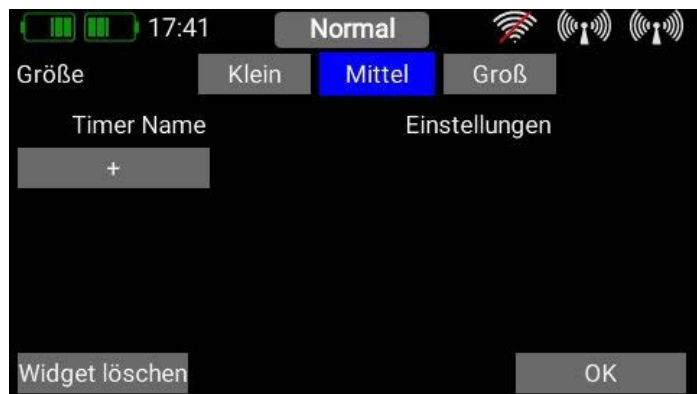 17:41 Normal
Größe Klein Mittel Groß
Timer Name Einstellungen
+
Widget löschen OK